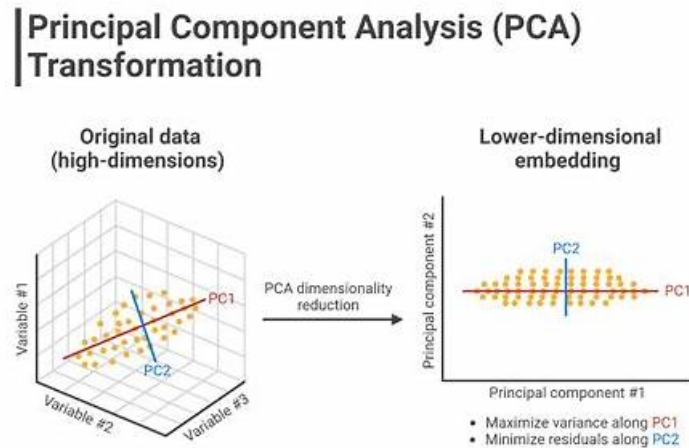 Principal Component Analysis (PCA)
Transformation
Original data
(high-dimensions)
Variable #1
Variable #2
Variable #3
PC1
PC2
PCA dimensionality
reduction
Lower-dimensional
embedding
Principal component #2
PC2
PC1
Principal component #1
• Maximize variance along PC1
• Minimize residuals along PC2